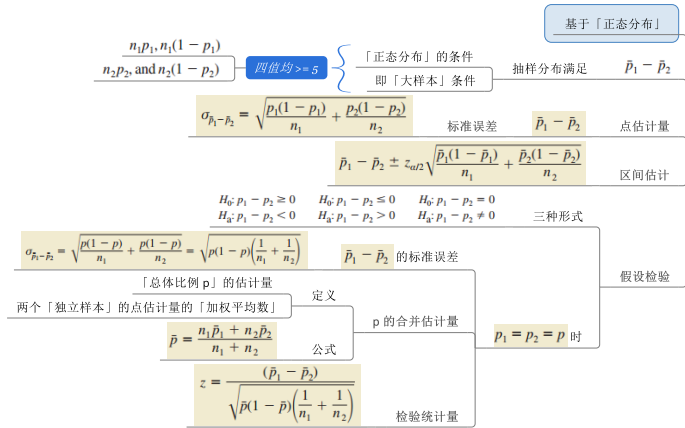 基于「正态分布」
n₁p₁, n₁(1 − p₁)
n₂p₂, and n₂(1 − p₂)
四值均 >= 5
「正态分布」的条件
即「大样本」条件
抽样分布满足
p̄₁ − p̄₂
σ_{p̄₁−p̄₂} = √(p₁(1 − p₁)/n₁ + p₂(1 − p₂)/n₂)
标准误差
p̄₁ − p̄₂
点估计量
p̄₁ − p̄₂ ± z_{α/2}√(p̄₁(1 − p̄₁)/n₁ + p̄₂(1 − p̄₂)/n₂)
区间估计
H₀: p₁ − p₂ ≥ 0 H₀: p₁ − p₂ ≤ 0 H₀: p₁ − p₂ = 0
Hₐ: p₁ − p₂ < 0 Hₐ: p₁ − p₂ > 0 Hₐ: p₁ − p₂ ≠ 0
三种形式
σ_{p̄₁−p̄₂} = √(p(1 − p)/n₁ + p(1 − p)/n₂) = √(p(1 − p)(1/n₁ + 1/n₂))
p̄₁ − p̄₂ 的标准误差
假设检验
「总体比例 p」的估计量
两个「独立样本」的点估计量的「加权平均数」
定义
p 的合并估计量
p̄ = (n₁p̄₁ + n₂p̄₂)/(n₁ + n₂)
公式
p₁ = p₂ = p 时
z = (p̄₁ − p̄₂)/√(p̄(1 − p̄)(1/n₁ + 1/n₂))
检验统计量